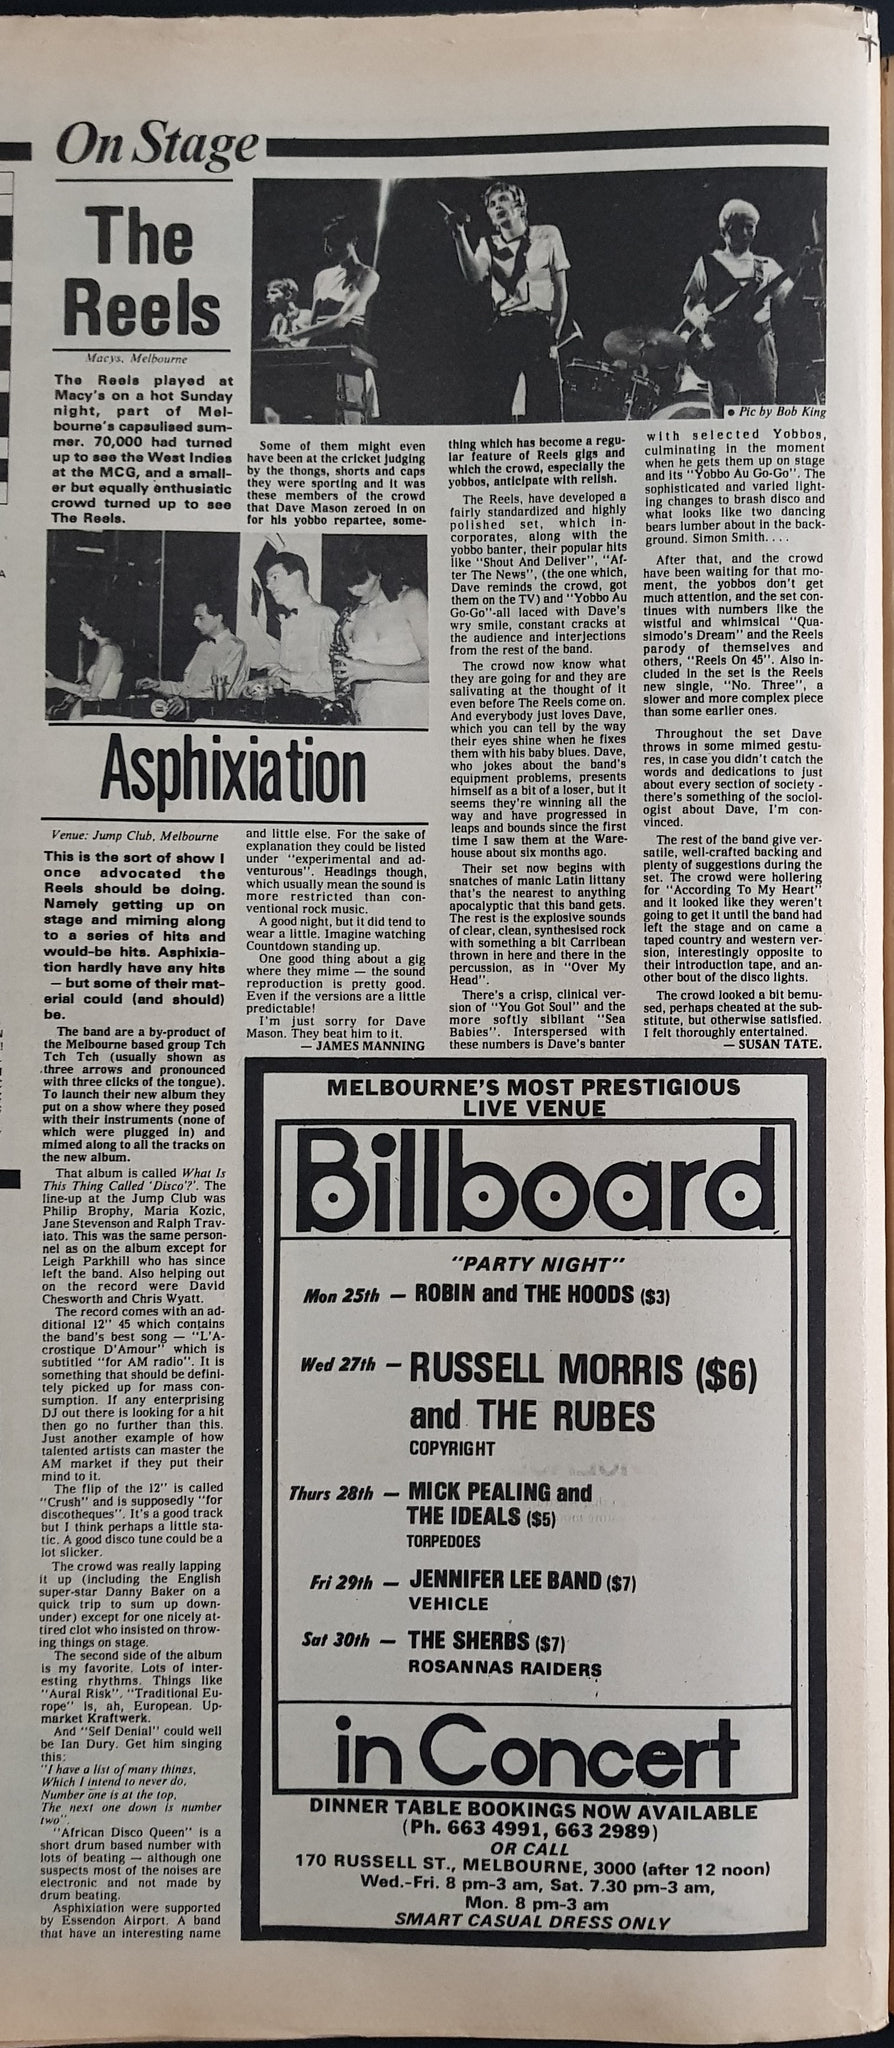 On Stage
The
Reels
Macys, Melbourne
The Reels played at
Macy's on a hot Sunday
night, part of Mel-
bourne's capsulised sum-
mer. 70,000 had turned
up to see the West Indies
at the MCG, and a small-
er but equally enthusiastic
crowd turned up to see
The Reels.
• Pic by Bob King
Some of them might even
have been at the cricket judging
by the thongs, shorts and caps
they were sporting and it was
these members of the crowd
that Dave Mason zeroed in on
for his yobbo repartee, some-
thing which has become a regu-
lar feature of Reels gigs and
which the crowd, especially the
yobbos, anticipate with relish.
The Reels, have developed a
fairly standardized and highly
polished set, which in-
corporates, along with the
yobbo banter, their popular hits
like "Shout And Deliver", "Af-
ter The News", (the one which,
Dave reminds the crowd, got
them on the TV) and "Yobbo Au
Go-Go"-all laced with Dave's
wry smile, constant cracks at
the audience and interjections
from the rest of the band.
The crowd now know what
they are going for and they are
salivating at the thought of it
even before The Reels come on.
And everybody just loves Dave,
which you can tell by the way
their eyes shine when he fixes
them with his baby blues. Dave,
who jokes about the band's
equipment problems, presents
himself as a bit of a loser, but it
seems they're winning all the
way and have progressed in
leaps and bounds since the first
time I saw them at the Ware-
house about six months ago.
Their set now begins with
snatches of manic Latin littany
that's the nearest to anything
apocalyptic that this band gets.
The rest is the explosive sounds
of clear, clean, synthesised rock
with something a bit Carribean
thrown in here and there in the
percussion, as in "Over My
Head".
There's a crisp, clinical ver-
sion of "You Got Soul" and the
more softly sibilant "Sea
Babies". Interspersed with
these numbers is Dave's banter
with selected Yobbos,
culminating in the moment
when he gets them up on stage
and its "Yobbo Au Go-Go". The
sophisticated and varied light-
ing changes to brash disco and
what looks like two dancing
bears lumber about in the back-
ground. Simon Smith. . . .
After that, and the crowd
have been waiting for that mo-
ment, the yobbos don't get
much attention, and the set con-
tinues with numbers like the
wistful and whimsical "Qua-
simodo's Dream" and the Reels
parody of themselves and
others, "Reels On 45". Also in-
cluded in the set is the Reels
new single, "No. Three", a
slower and more complex piece
than some earlier ones.
Throughout the set Dave
throws in some mimed gestu-
res, in case you didn't catch the
words and dedications to just
about every section of society -
there's something of the sociol-
ogist about Dave, I'm con-
vinced.
The rest of the band give ver-
satile, well-crafted backing and
plenty of suggestions during the
set. The crowd were hollering
for "According To My Heart"
and it looked like they weren't
going to get it until the band had
left the stage and on came a
taped country and western ver-
sion, interestingly opposite to
their introduction tape, and an-
other bout of the disco lights.
The crowd looked a bit bemu-
sed, perhaps cheated at the sub-
stitute, but otherwise satisfied.
I felt thoroughly entertained.
— SUSAN TATE.
Asphixiation
Venue: Jump Club, Melbourne
This is the sort of show I
once advocated the
Reels should be doing.
Namely getting up on
stage and miming along
to a series of hits and
would-be hits. Asphixia-
tion hardly have any hits
— but some of their mat-
erial could (and should)
be.
The band are a by-product of
the Melbourne based group Tch
Tch Tch (usually shown as
three arrows and pronounced
with three clicks of the tongue).
To launch their new album they
put on a show where they posed
with their instruments (none of
which were plugged in) and
mimed along to all the tracks on
the new album.
That album is called What Is
This Thing Called 'Disco'?'. The
line-up at the Jump Club was
Philip Brophy, Maria Kozic,
Jane Stevenson and Ralph Trav-
iato. This was the same person-
nel as on the album except for
Leigh Parkhill who has since
left the band. Also helping out
on the record were David
Chesworth and Chris Wyatt.
The record comes with an ad-
ditional 12" 45 which contains
the band's best song — "L'A-
crostique D'Amour" which is
subtitled "for AM radio". It is
something that should be defini-
tely picked up for mass con-
sumption. If any enterprising
DJ out there is looking for a hit
then go no further than this.
Just another example of how
talented artists can master the
AM market if they put their
mind to it.
The flip of the 12" is called
"Crush" and is supposedly "for
discotheques". It's a good track
but I think perhaps a little sta-
tic. A good disco tune could be a
lot slicker.
The crowd was really lapping
it up (including the English
super-star Danny Baker on a
quick trip to sum up down-
under) except for one nicely at-
tired clot who insisted on throw-
ing things on stage.
The second side of the album
is my favorite. Lots of inter-
esting rhythms. Things like
"Aural Risk". "Traditional Eu-
rope" is, ah, European. Up-
market Kraftwerk.
And "Self Denial" could well
be Ian Dury. Get him singing
this:
"I have a list of many things,
Which I intend to never do,
Number one is at the top,
The next one down is number
two".
"African Disco Queen" is a
short drum based number with
lots of beating — although one
suspects most of the noises are
electronic and not made by
drum beating.
Asphixiation were supported
by Essendon Airport. A band
that have an interesting name
and little else. For the sake of
explanation they could be listed
under "experimental and ad-
venturous". Headings though,
which usually mean the sound is
more restricted than con-
ventional rock music.
A good night, but it did tend to
wear a little. Imagine watching
Countdown standing up.
One good thing about a gig
where they mime — the sound
reproduction is pretty good.
Even if the versions are a little
predictable!
I'm just sorry for Dave
Mason. They beat him to it.
— JAMES MANNING
MELBOURNE'S MOST PRESTIGIOUS
LIVE VENUE
Billboard
"PARTY NIGHT"
Mon 25th — ROBIN and THE HOODS ($3)
Wed 27th — RUSSELL MORRIS ($6)
and THE RUBES
COPYRIGHT
Thurs 28th — MICK PEALING and
THE IDEALS ($5)
TORPEDOES
Fri 29th — JENNIFER LEE BAND ($7)
VEHICLE
Sat 30th — THE SHERBS ($7)
ROSANNAS RAIDERS
in Concert
DINNER TABLE BOOKINGS NOW AVAILABLE
(Ph. 663 4991, 663 2989)
OR CALL
170 RUSSELL ST., MELBOURNE, 3000 (after 12 noon)
Wed.-Fri. 8 pm-3 am, Sat. 7.30 pm-3 am,
Mon. 8 pm-3 am
SMART CASUAL DRESS ONLY